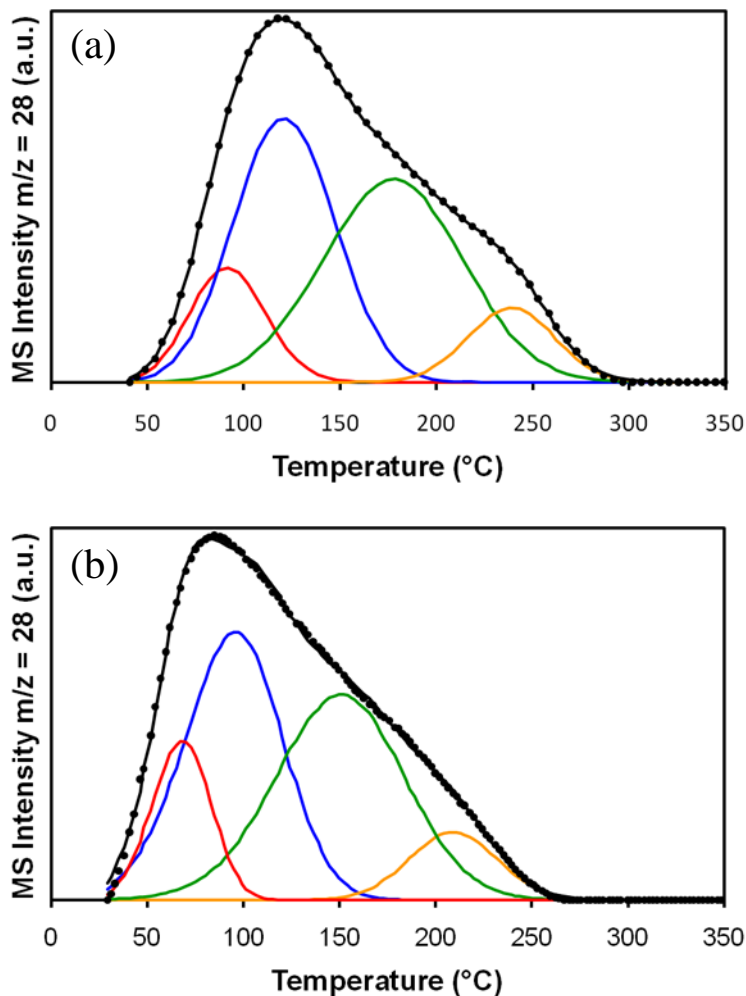 (a)
MS Intensity m/z = 28 (a.u.)
0 50 100 150 200 250 300 350
Temperature (°C)
(b)
MS Intensity m/z = 28 (a.u.)
0 50 100 150 200 250 300 350
Temperature (°C)